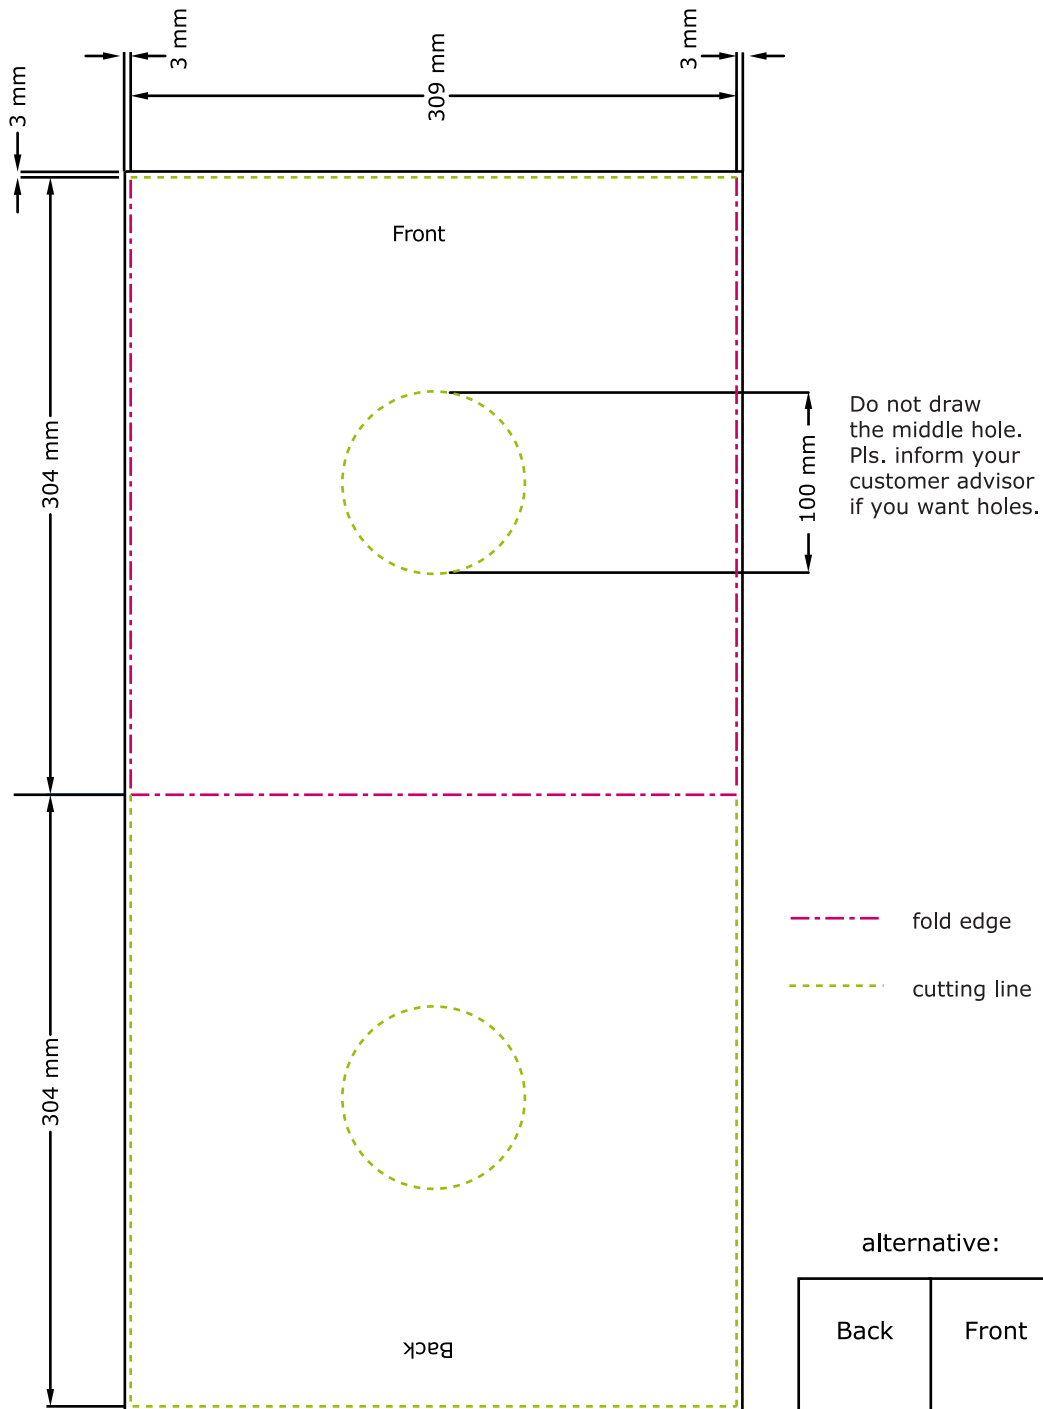 3 mm
3 mm
309 mm
3 mm
Front
304 mm
100 mm
Do not draw
the middle hole.
Pls. inform your
customer advisor
if you want holes.
fold edge
cutting line
304 mm
alternative:
Back
Front
Back